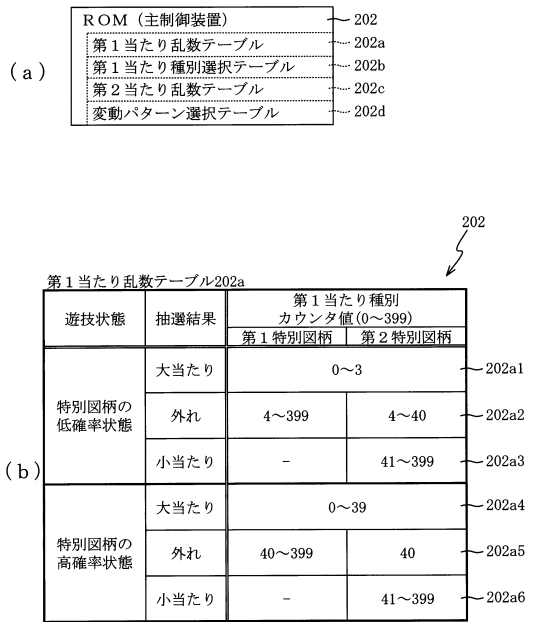 (a)
ROM(主制御装置) 202
第1当たり乱数テーブル 202a
第1当たり種別選択テーブル 202b
第2当たり乱数テーブル 202c
変動パターン選択テーブル 202d
202
(b)
第1当たり乱数テーブル202a
遊技状態 抽選結果 第1当たり種別
カウンタ値(0~399)
第1特別図柄 第2特別図柄
特別図柄の
低確率状態
大当たり 0~3 202a1
外れ 4~399 4~40 202a2
小当たり - 41~399 202a3
特別図柄の
高確率状態
大当たり 0~39 202a4
外れ 40~399 40 202a5
小当たり - 41~399 202a6